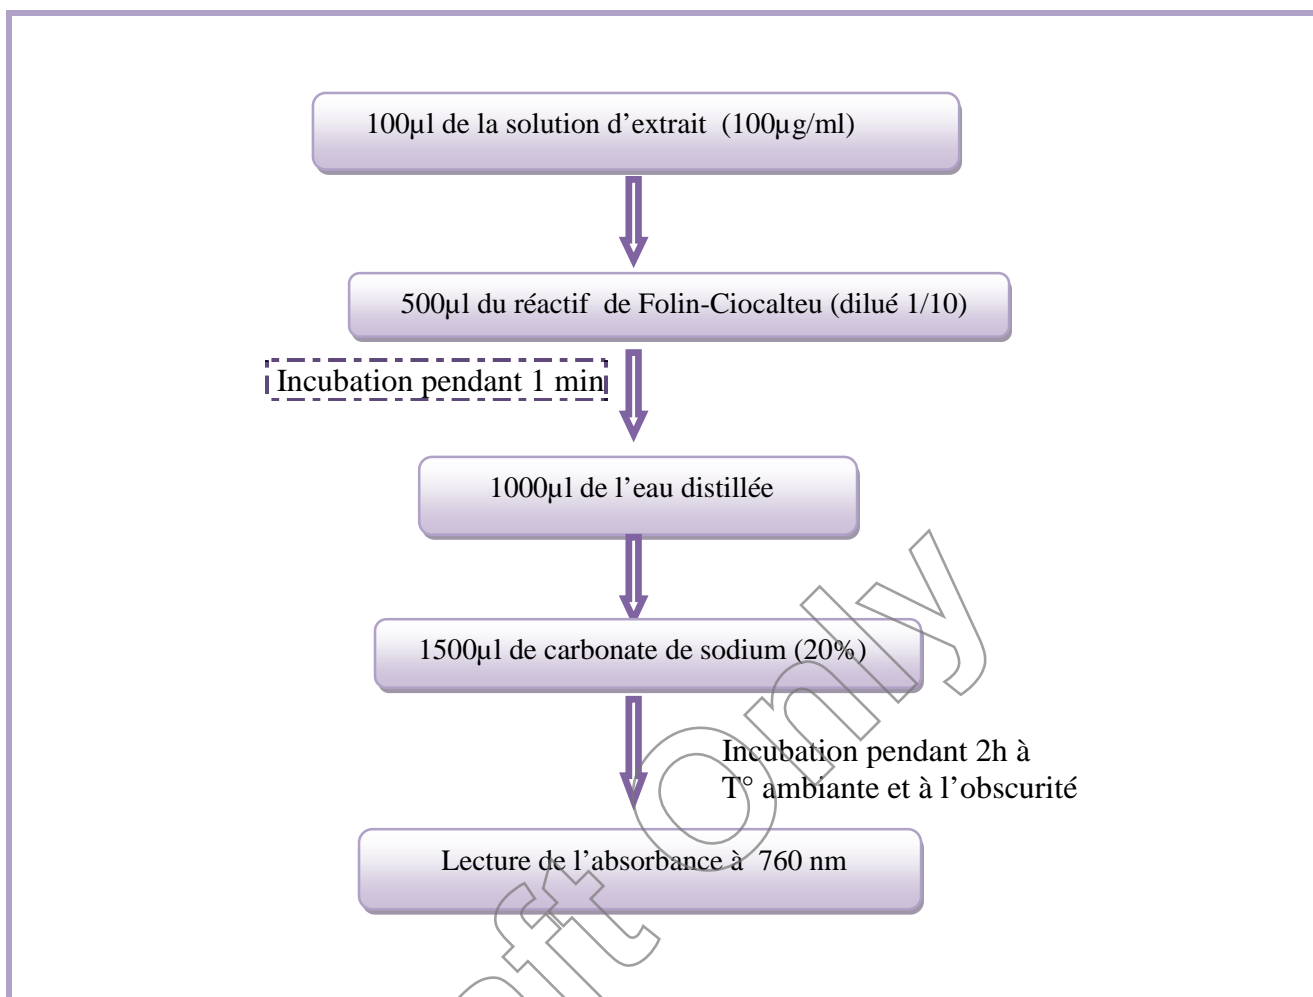 100µl de la solution d’extrait (100µg/ml)
500µl du réactif de Folin-Ciocalteu (dilué 1/10)
Incubation pendant 1 min
1000µl de l’eau distillée
1500µl de carbonate de sodium (20%)
Incubation pendant 2h à
T° ambiante et à l’obscurité
Lecture de l’absorbance à 760 nm
Only